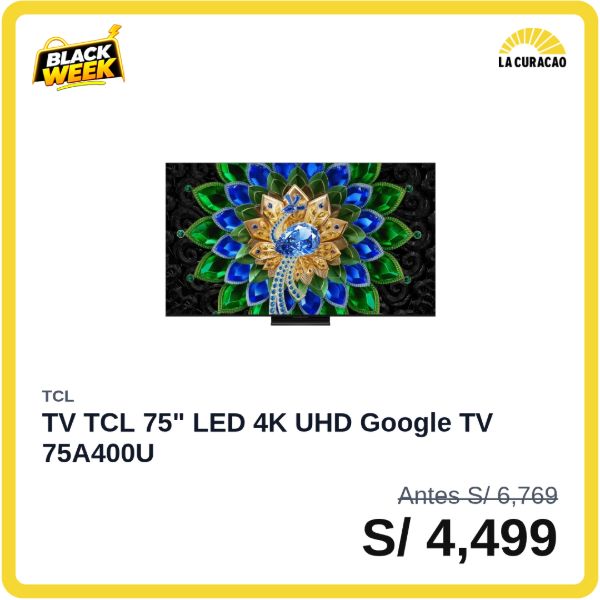 BLACK
WEEK
LA CURACAO
TCL
TV TCL 75" LED 4K UHD Google TV
75A400U
Antes S/ 6,769
S/ 4,499